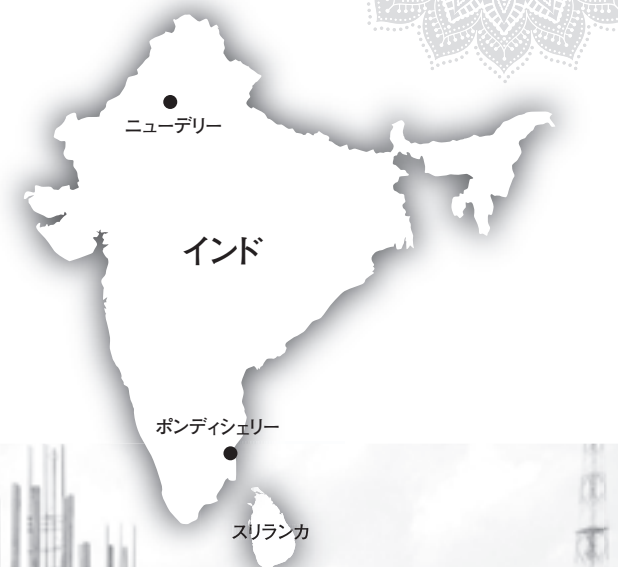 ニューデリー
インド
ポンディシェリー
スリランカ